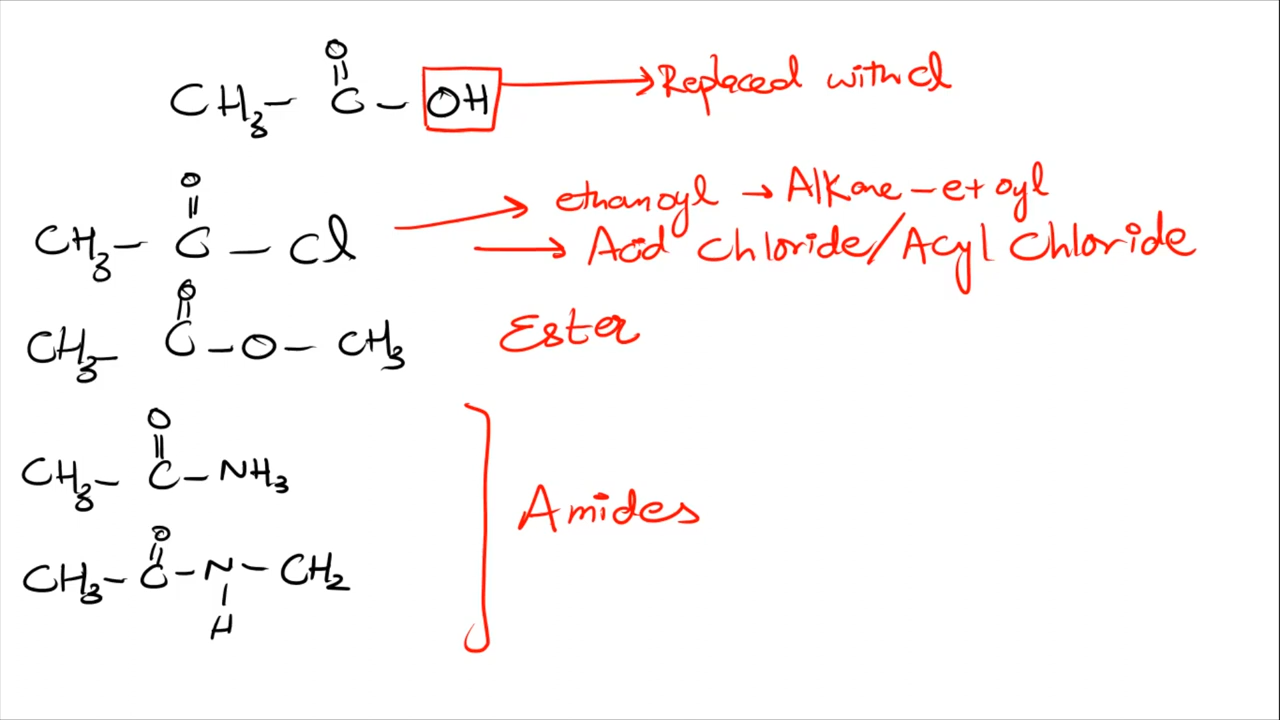 O
CH3- C - OH → Replaced with Cl
O
ethanoyl → Alkane - e + oyl
CH3- C - Cl → Acid Chloride/Acyl Chloride
O
CH3- C - O - CH3 Ester
O
CH3- C - NH3
Amides
O
CH3- C - N - CH2
H